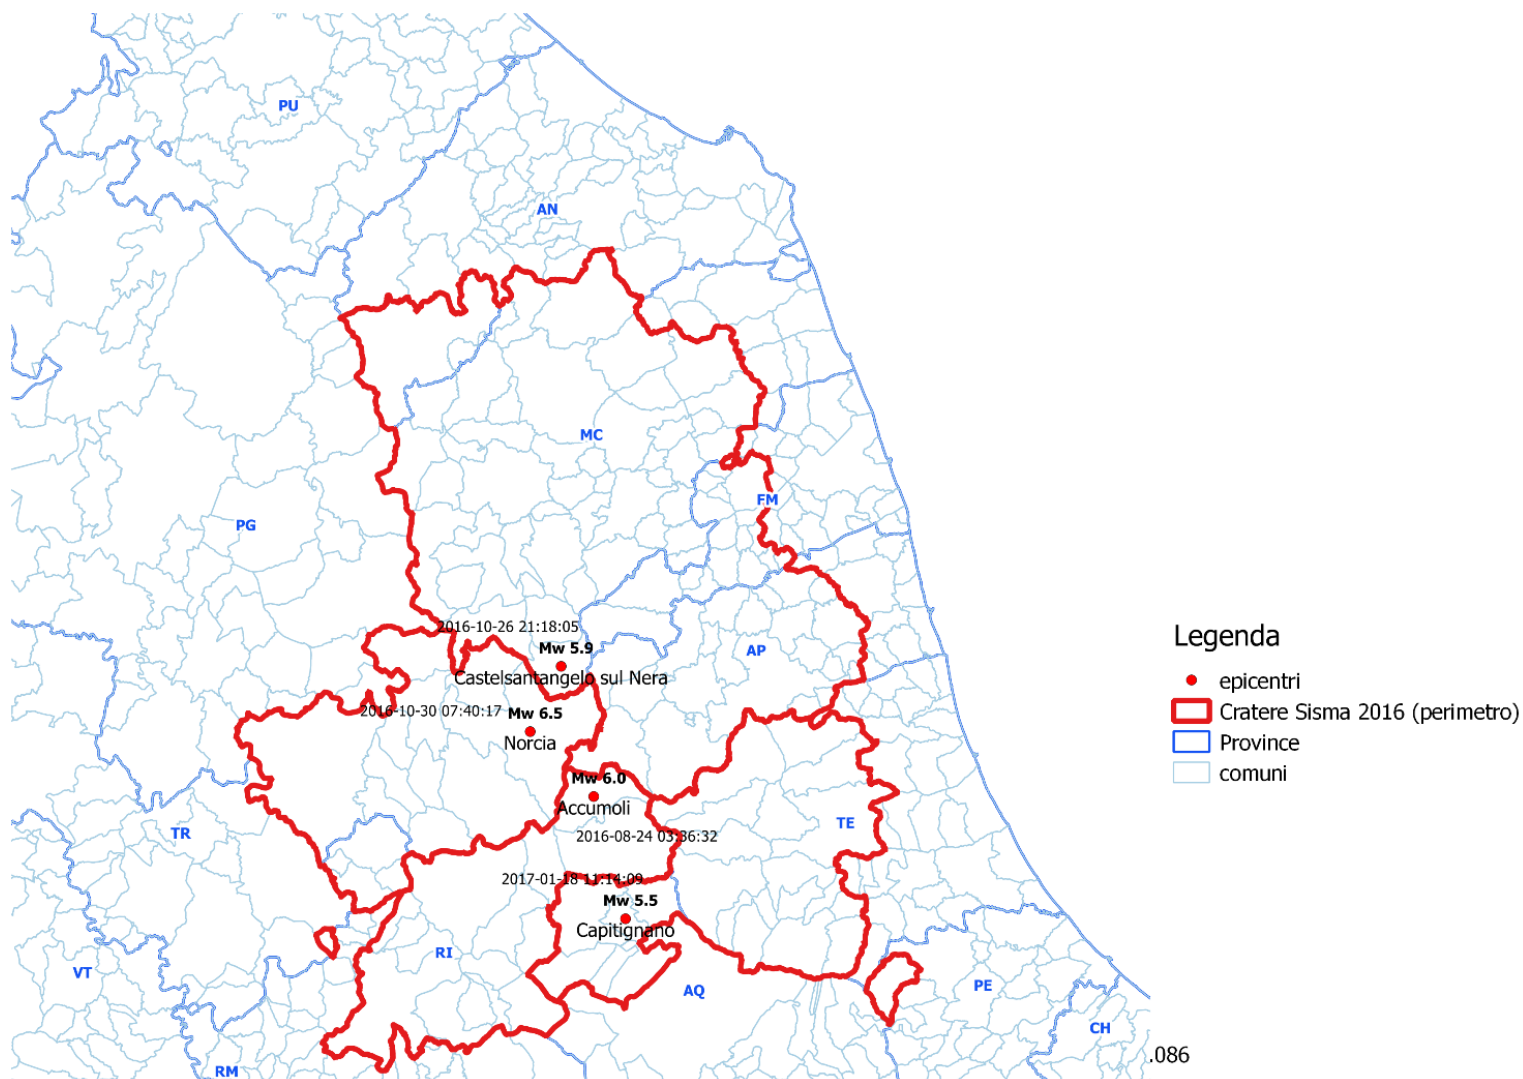 PU
AN
MC
FM
PG
2016-10-26 21:18:05
Mw 5.9
Castelsantangelo sul Nera
AP
2016-10-30 07:40:17
Mw 6.5
Norcia
Mw 6.0
Accumoli
2016-08-24 03:36:32
TE
TR
2017-01-18 11:14:09
Mw 5.5
Capitignano
RI
VT
AQ
PE
CH
RM
.086
Legenda
epicentri
Cratere Sisma 2016 (perimetro)
Province
comuni